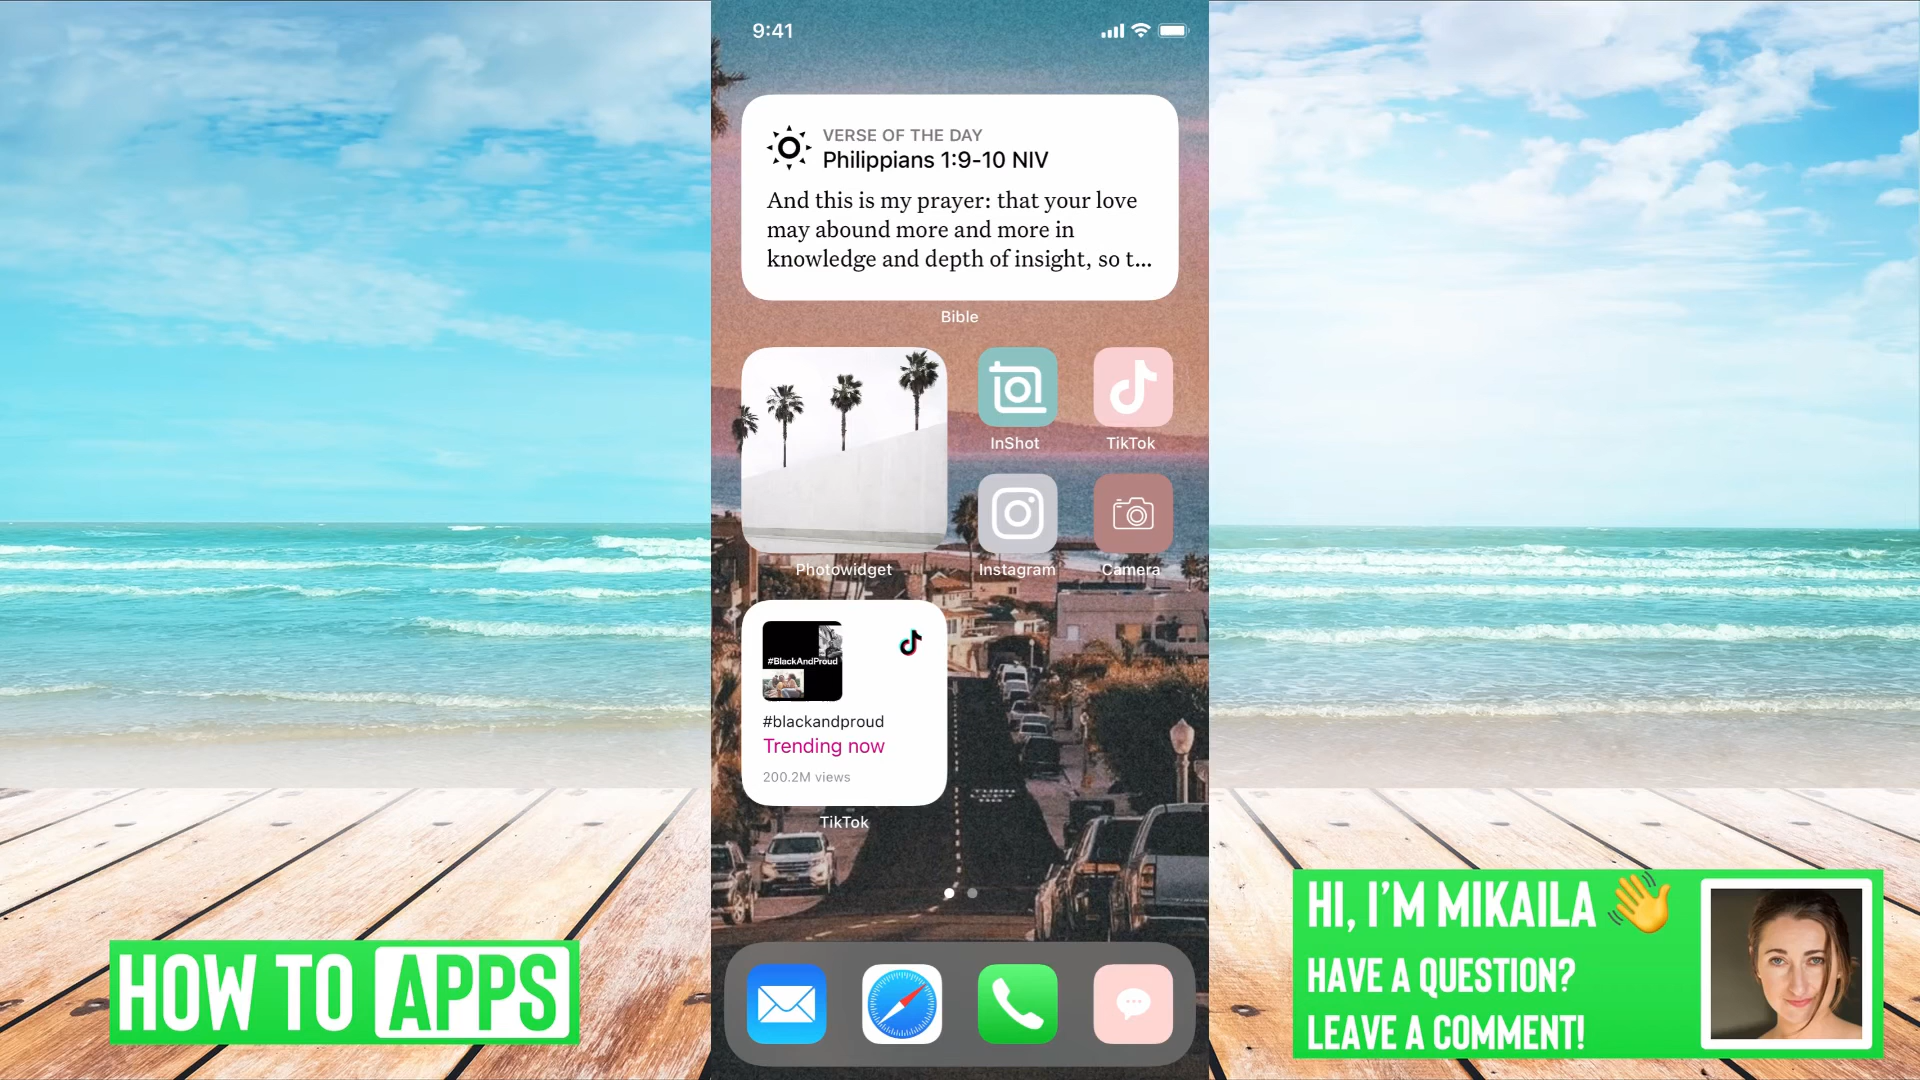 9:41
VERSE OF THE DAY
Philippians 1:9-10 NIV
And this is my prayer: that your love
may abound more and more in
knowledge and depth of insight, so t...
Bible
InShot
TikTok
Photowidget
Instagram
Camera
#BlackAndProud
#blackandproud
Trending now
200.2M views
TikTok
HOW TO APPS
HI, I'M MIKAILA 👋
HAVE A QUESTION?
LEAVE A COMMENT!